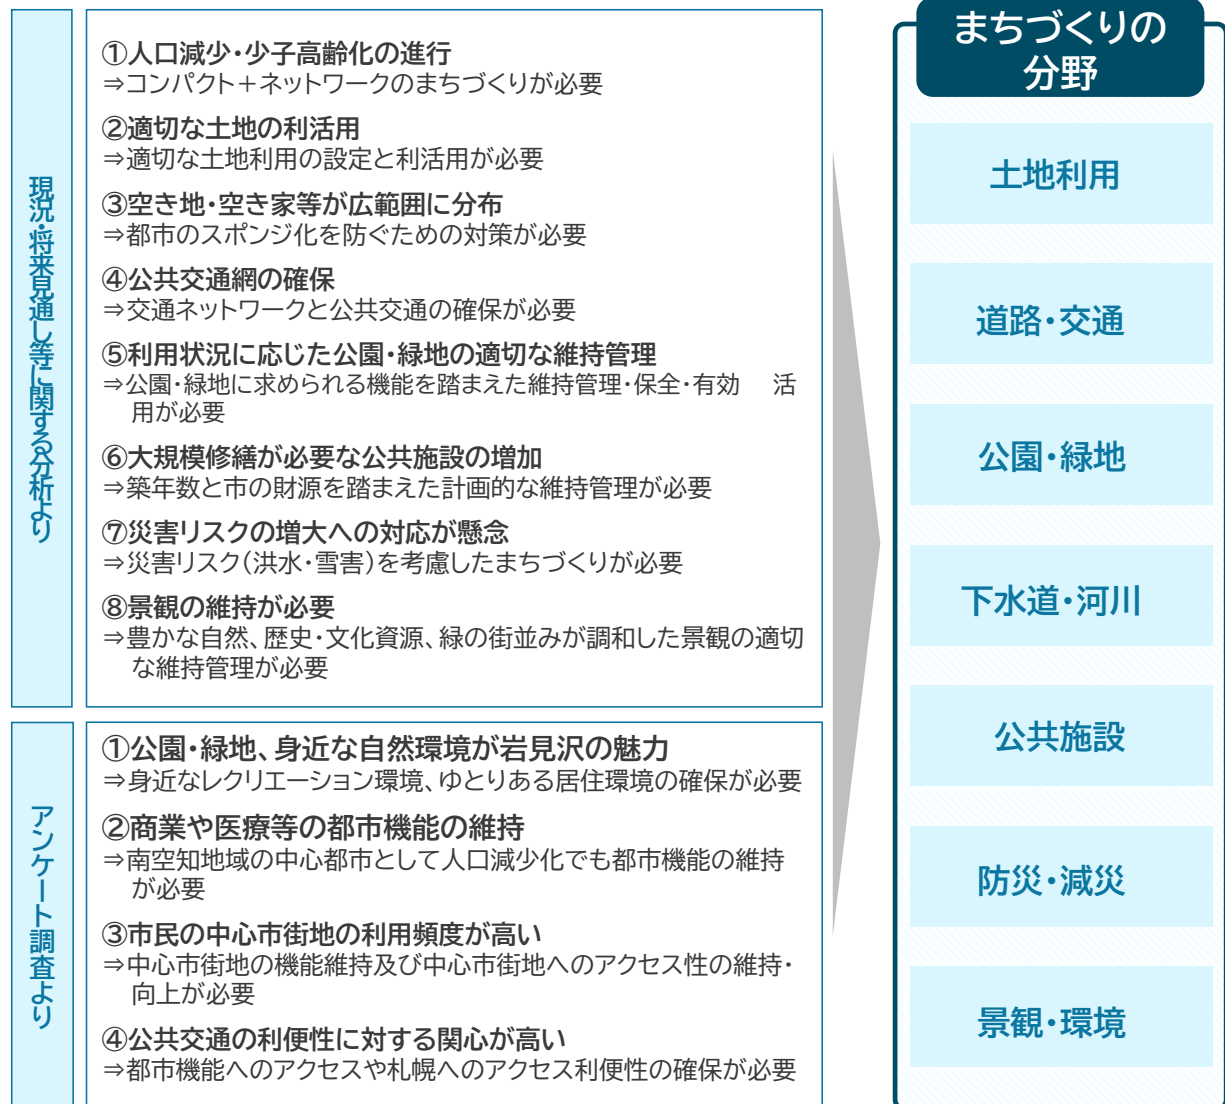 現況・将来見通し等に関する分析より
①人口減少・少子高齢化の進行
⇒コンパクト＋ネットワークのまちづくりが必要
②適切な土地の利活用
⇒適切な土地利用の設定と利活用が必要
③空き地・空き家等が広範囲に分布
⇒都市のスポンジ化を防ぐための対策が必要
④公共交通網の確保
⇒交通ネットワークと公共交通の確保が必要
⑤利用状況に応じた公園・緑地の適切な維持管理
⇒公園・緑地に求められる機能を踏まえた維持管理・保全・有効　活
用が必要
⑥大規模修繕が必要な公共施設の増加
⇒築年数と市の財源を踏まえた計画的な維持管理が必要
⑦災害リスクの増大への対応が懸念
⇒災害リスク（洪水・雪害）を考慮したまちづくりが必要
⑧景観の維持が必要
⇒豊かな自然、歴史・文化資源、緑の街並みが調和した景観の適切
な維持管理が必要
アンケート調査より
①公園・緑地、身近な自然環境が岩見沢の魅力
⇒身近なレクリエーション環境、ゆとりある居住環境の確保が必要
②商業や医療等の都市機能の維持
⇒南空知地域の中心都市として人口減少化でも都市機能の維持
が必要
③市民の中心市街地の利用頻度が高い
⇒中心市街地の機能維持及び中心市街地へのアクセス性の維持・
向上が必要
④公共交通の利便性に対する関心が高い
⇒都市機能へのアクセスや札幌へのアクセス利便性の確保が必要
まちづくりの
分野
土地利用
道路・交通
公園・緑地
下水道・河川
公共施設
防災・減災
景観・環境